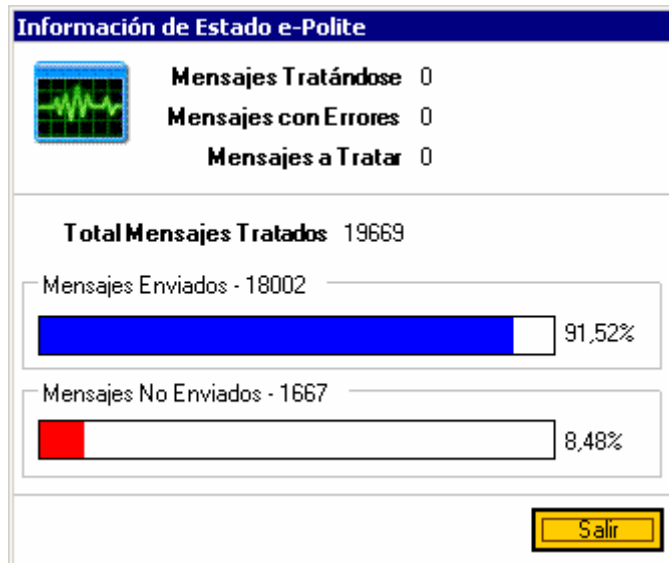 Información de Estado e-Polite
Mensajes Tratándose 0
Mensajes con Errores 0
Mensajes a Tratar 0
Total Mensajes Tratados 19669
Mensajes Enviados - 18002
91,52%
Mensajes No Enviados - 1667
8,48%
Salir